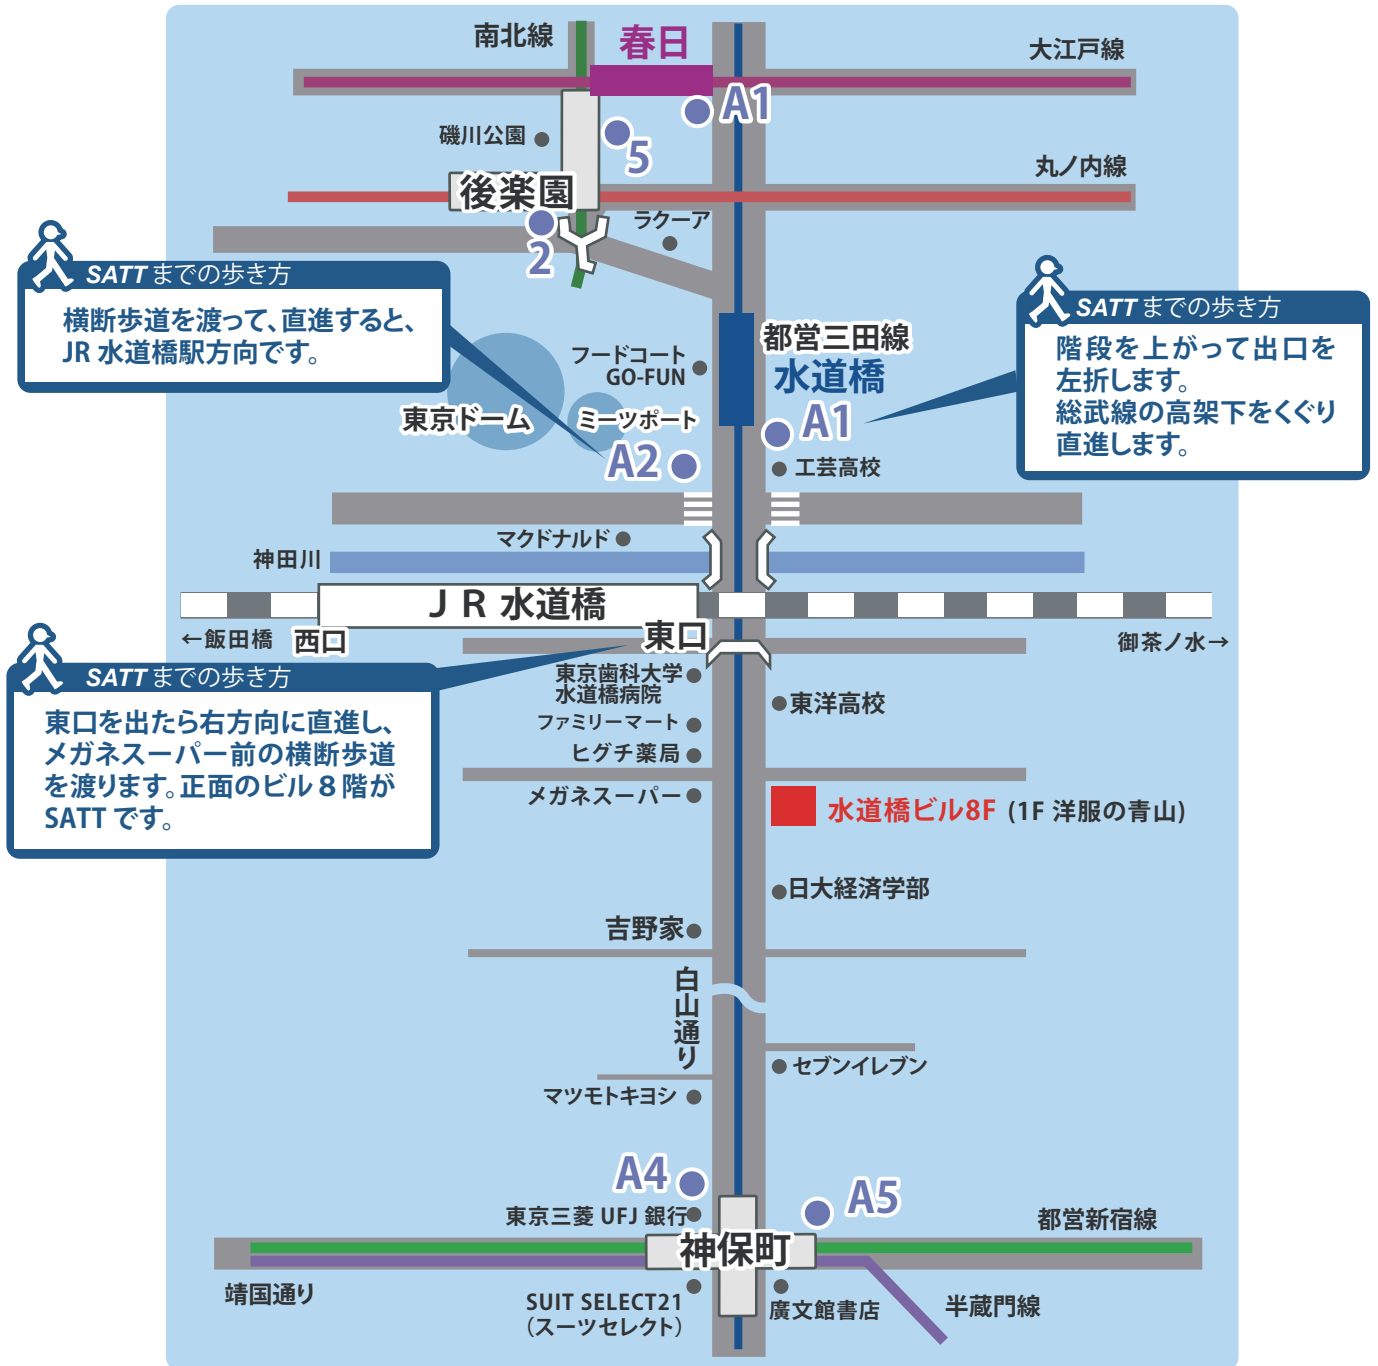 南北線
春日
大江戸線
A1
磯川公園
5
丸ノ内線
後楽園
ラクーア
2
SATTまでの歩き方
横断歩道を渡って、直進すると、
JR 水道橋駅方向です。
SATTまでの歩き方
階段を上がって出口を
左折します。
総武線の高架下をくぐり
直進します。
都営三田線
水道橋
フードコート
GO-FUN
東京ドーム
ミーツポート
A1
A2
工芸高校
マクドナルド
神田川
JR 水道橋
←飯田橋
西口
東口
御茶ノ水→
SATTまでの歩き方
東口を出たら右方向に直進し、
メガネスーパー前の横断歩道
を渡ります。正面のビル８階が
SATT です。
東京歯科大学
水道橋病院
東洋高校
ファミリーマート
ヒグチ薬局
メガネスーパー
水道橋ビル8F (1F 洋服の青山)
日大経済学部
吉野家
白山通り
セブンイレブン
マツモトキヨシ
A4
A5
東京三菱 UFJ 銀行
都営新宿線
神保町
靖国通り
SUIT SELECT21
（スーツセレクト）
廣文館書店
半蔵門線